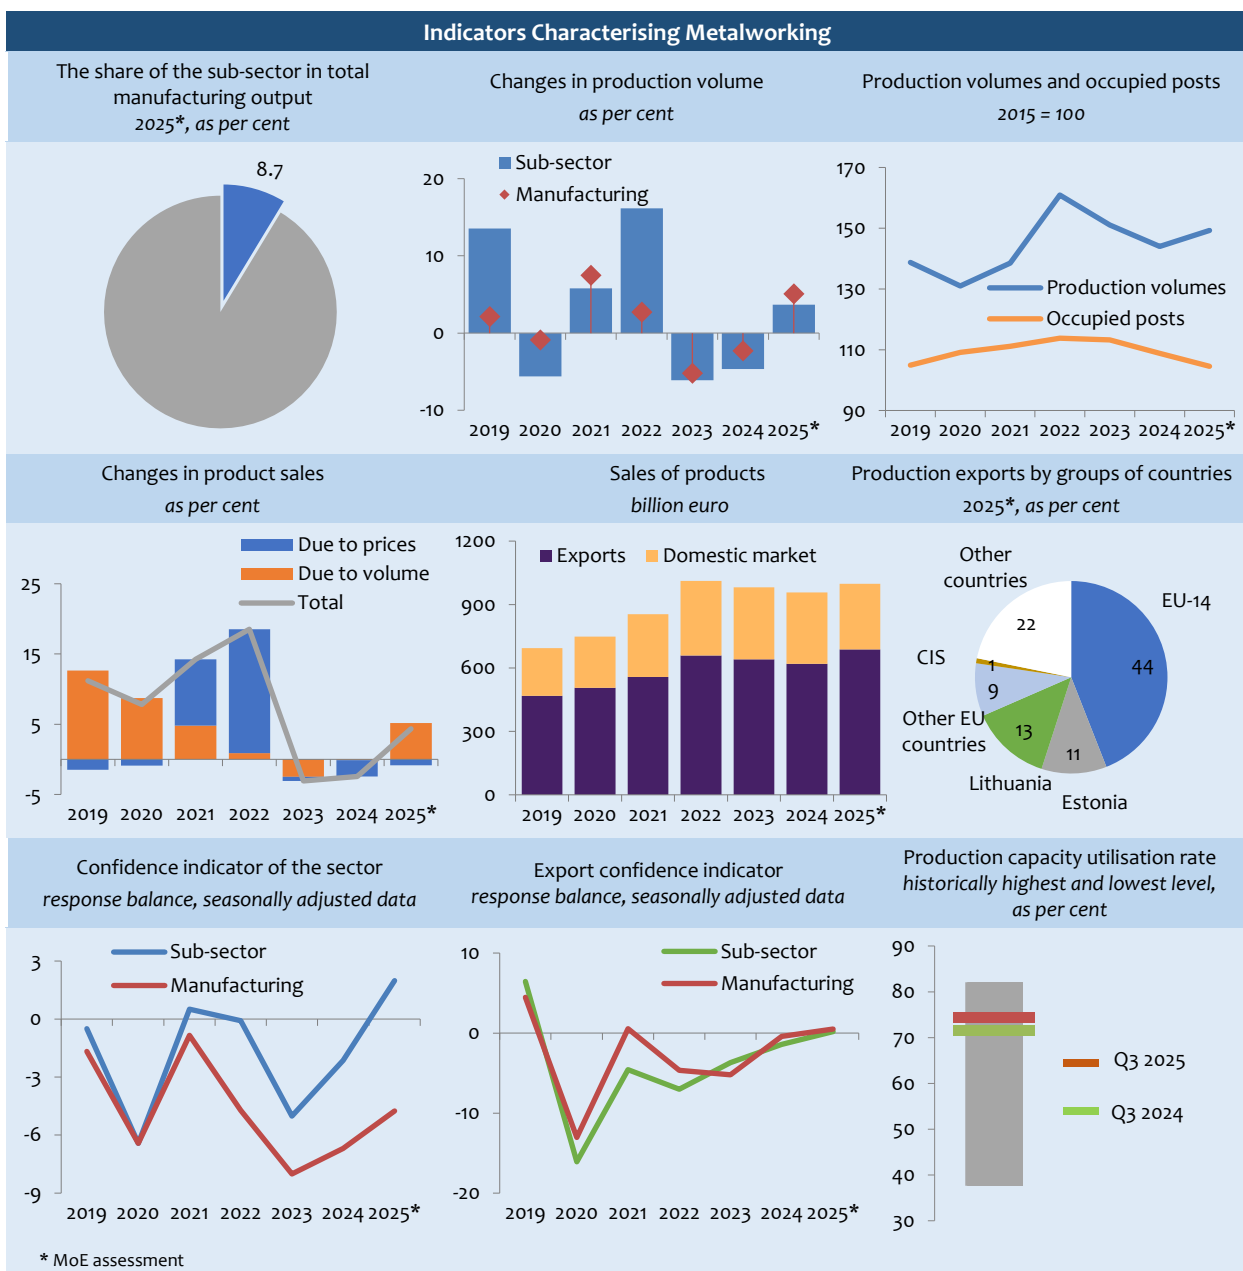 Indicators Characterising Metalworking
The share of the sub-sector in total
manufacturing output
2025*, as per cent
8.7
Changes in production volume
as per cent
Sub-sector
Manufacturing
20
10
0
-10
2019 2020 2021 2022 2023 2024 2025*
Production volumes and occupied posts
2015 = 100
170
150
130
110
90
Production volumes
Occupied posts
2019 2020 2021 2022 2023 2024 2025*
Changes in product sales
as per cent
Due to prices
Due to volume
Total
25
15
5
-5
2019 2020 2021 2022 2023 2024 2025*
Sales of products
billion euro
1200
900
600
300
0
Exports
Domestic market
2019 2020 2021 2022 2023 2024 2025*
Production exports by groups of countries
2025*, as per cent
Other
countries
EU-14
22
44
CIS
1
9
Other EU
countries
13
11
Lithuania
Estonia
Confidence indicator of the sector
response balance, seasonally adjusted data
Sub-sector
Manufacturing
3
0
-3
-6
-9
2019 2020 2021 2022 2023 2024 2025*
Export confidence indicator
response balance, seasonally adjusted data
Sub-sector
Manufacturing
10
0
-10
-20
2019 2020 2021 2022 2023 2024 2025*
Production capacity utilisation rate
historically highest and lowest level,
as per cent
90
80
70
60
50
40
30
Q3 2025
Q3 2024
* MoE assessment